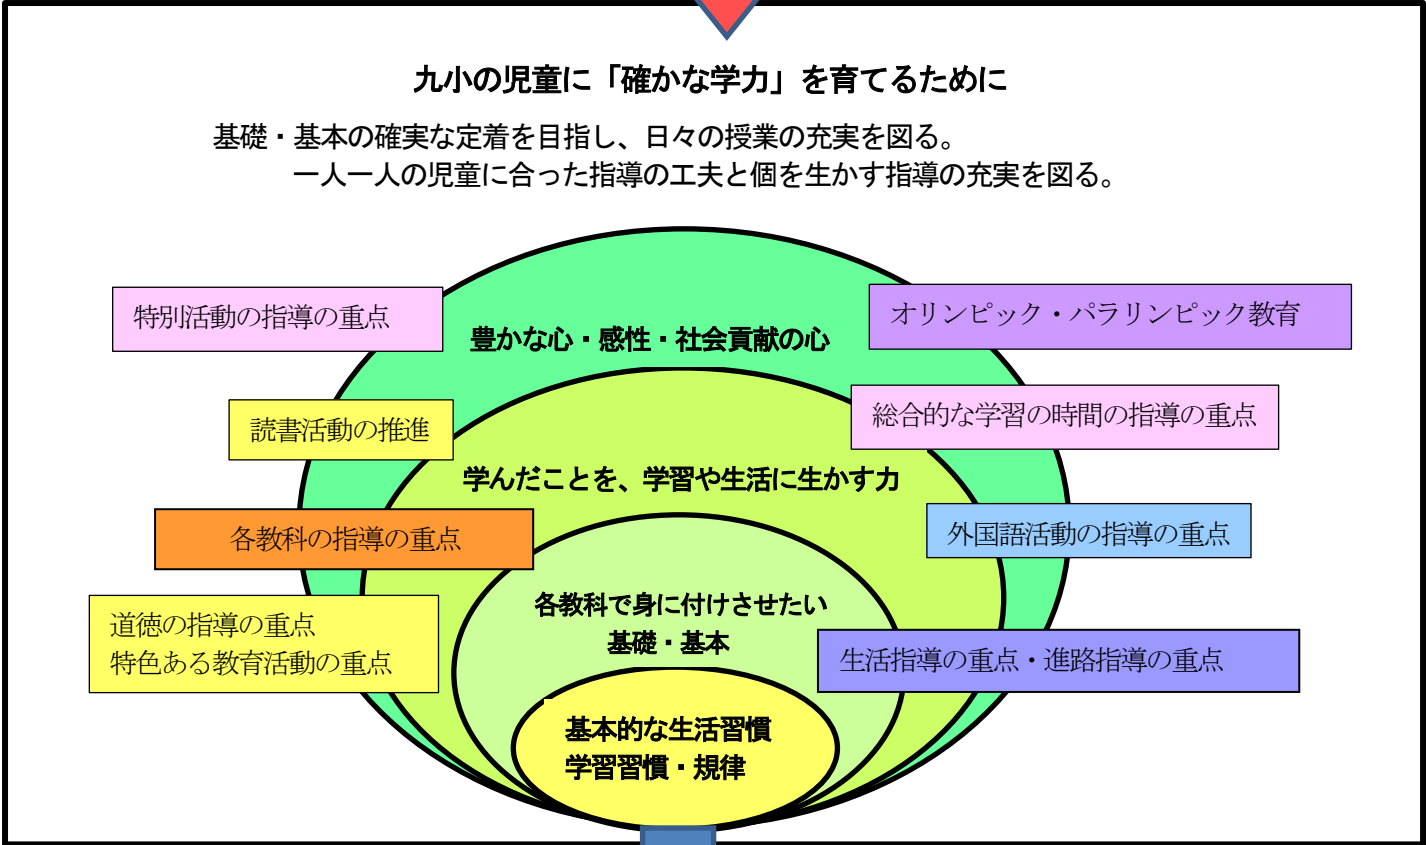 九小の児童に「確かな学力」を育てるために
基礎・基本の確実な定着を目指し、日々の授業の充実を図る。
一人一人の児童に合った指導の工夫と個を生かす指導の充実を図る。
特別活動の指導の重点
オリンピック・パラリンピック教育
豊かな心・感性・社会貢献の心
読書活動の推進
総合的な学習の時間の指導の重点
学んだことを、学習や生活に生かす力
各教科の指導の重点
外国語活動の指導の重点
各教科で身に付けさせたい
基礎・基本
道徳の指導の重点
特色ある教育活動の重点
生活指導の重点・進路指導の重点
基本的な生活習慣
学習習慣・規律